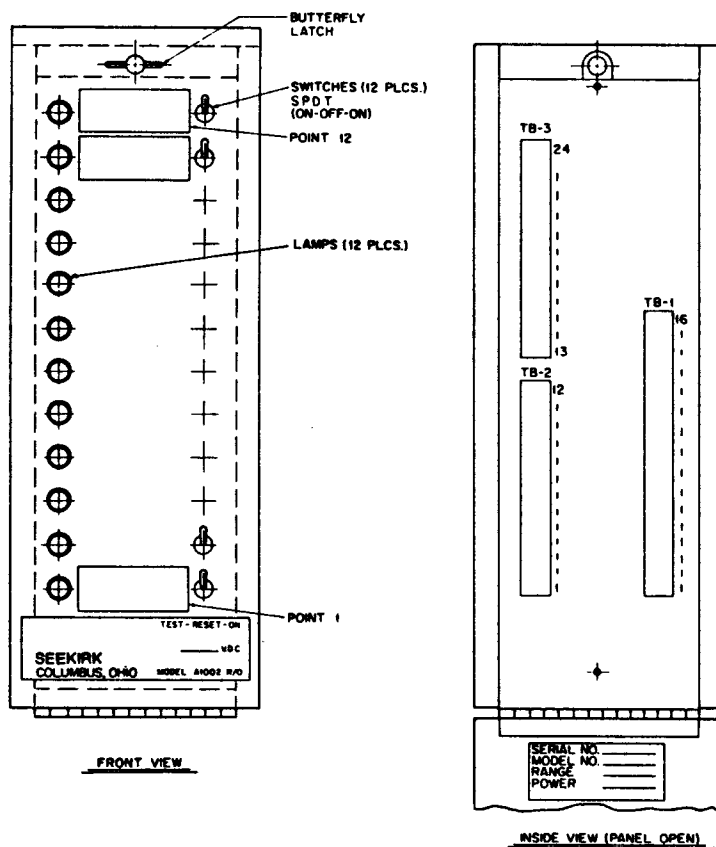 BUTTERFLY
LATCH
SWITCHES (12 PLCS.)
SPDT
(ON-OFF-ON)
POINT 12
LAMPS (12 PLCS.)
POINT 1
TEST-RESET-ON
VDC
SEEKIRK
COLUMBUS, OHIO
MODEL A1002 R/O
FRONT VIEW
TB-3
24
13
TB-2
12
TB-1
16
SERIAL NO.
MODEL NO.
RANGE
POWER
INSIDE VIEW (PANEL OPEN)